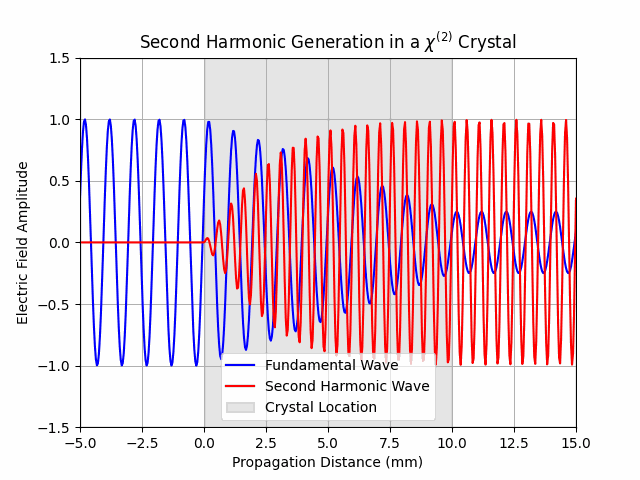 Second Harmonic Generation in a χ⁽²⁾ Crystal
1.5
1.0
0.5
0.0
−0.5
−1.0
−1.5
Electric Field Amplitude
Fundamental Wave
Second Harmonic Wave
Crystal Location
−5.0 −2.5 0.0 2.5 5.0 7.5 10.0 12.5 15.0
Propagation Distance (mm)